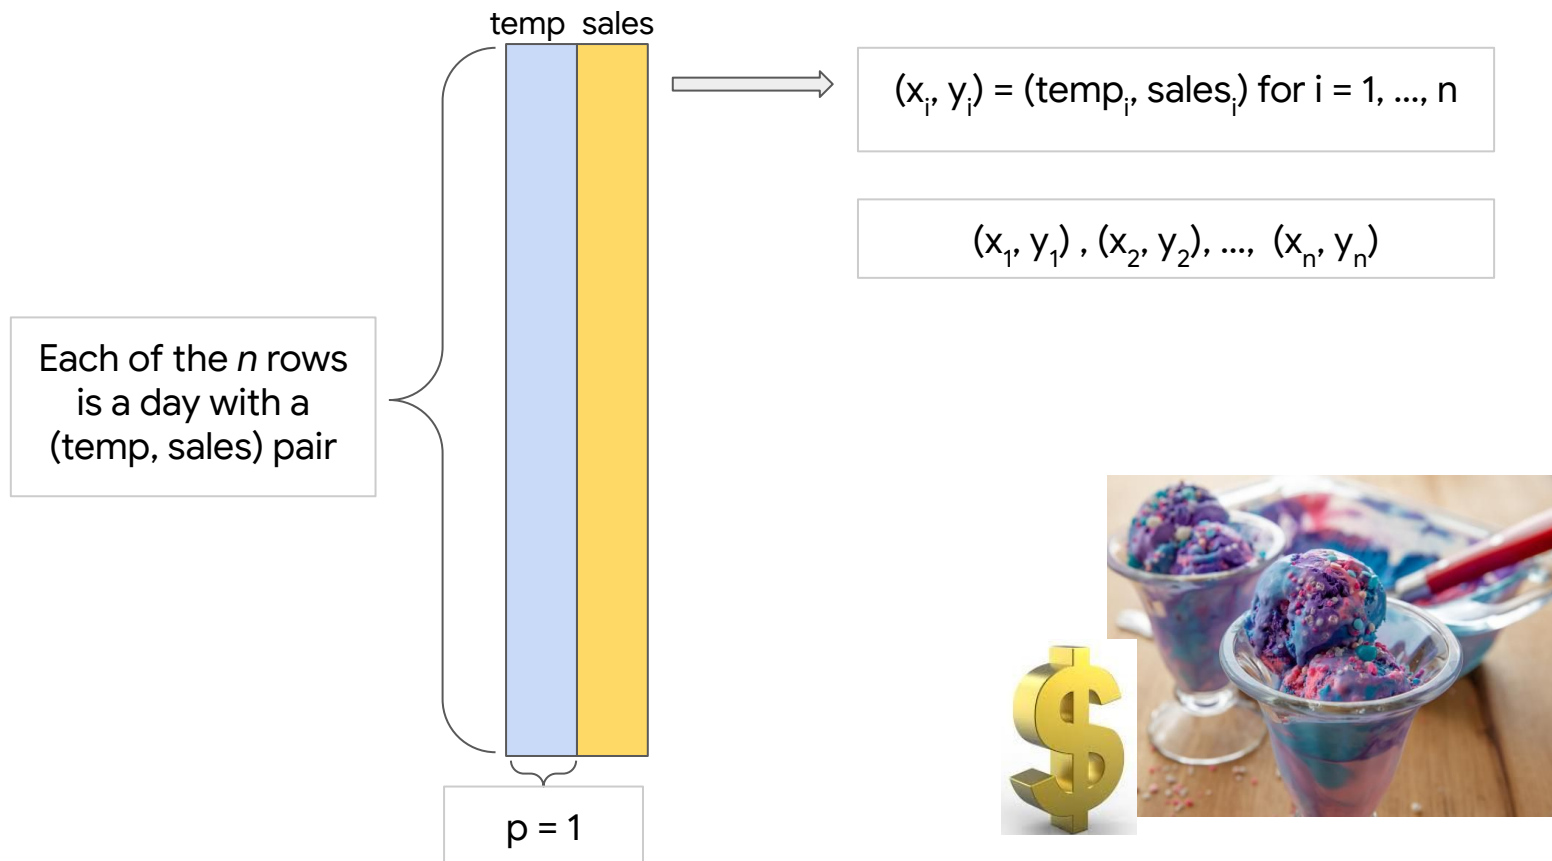 temp sales
(xᵢ, yᵢ) = (tempᵢ, salesᵢ) for i = 1, ..., n
(x₁, y₁) , (x₂, y₂), ..., (xₙ, yₙ)
Each of the n rows
is a day with a
(temp, sales) pair
p = 1
$